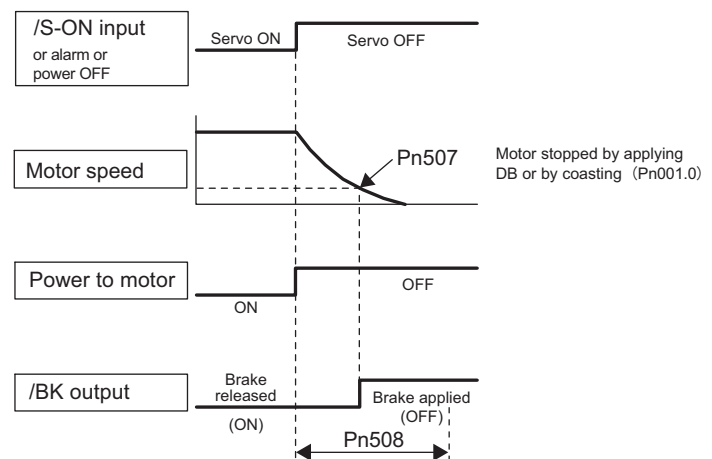 /S-ON input
or alarm or
power OFF
Servo ON
Servo OFF
Motor speed
Pn507
Motor stopped by applying
DB or by coasting (Pn001.0)
Power to motor
ON
OFF
/BK output
Brake
released
(ON)
Brake applied
(OFF)
Pn508